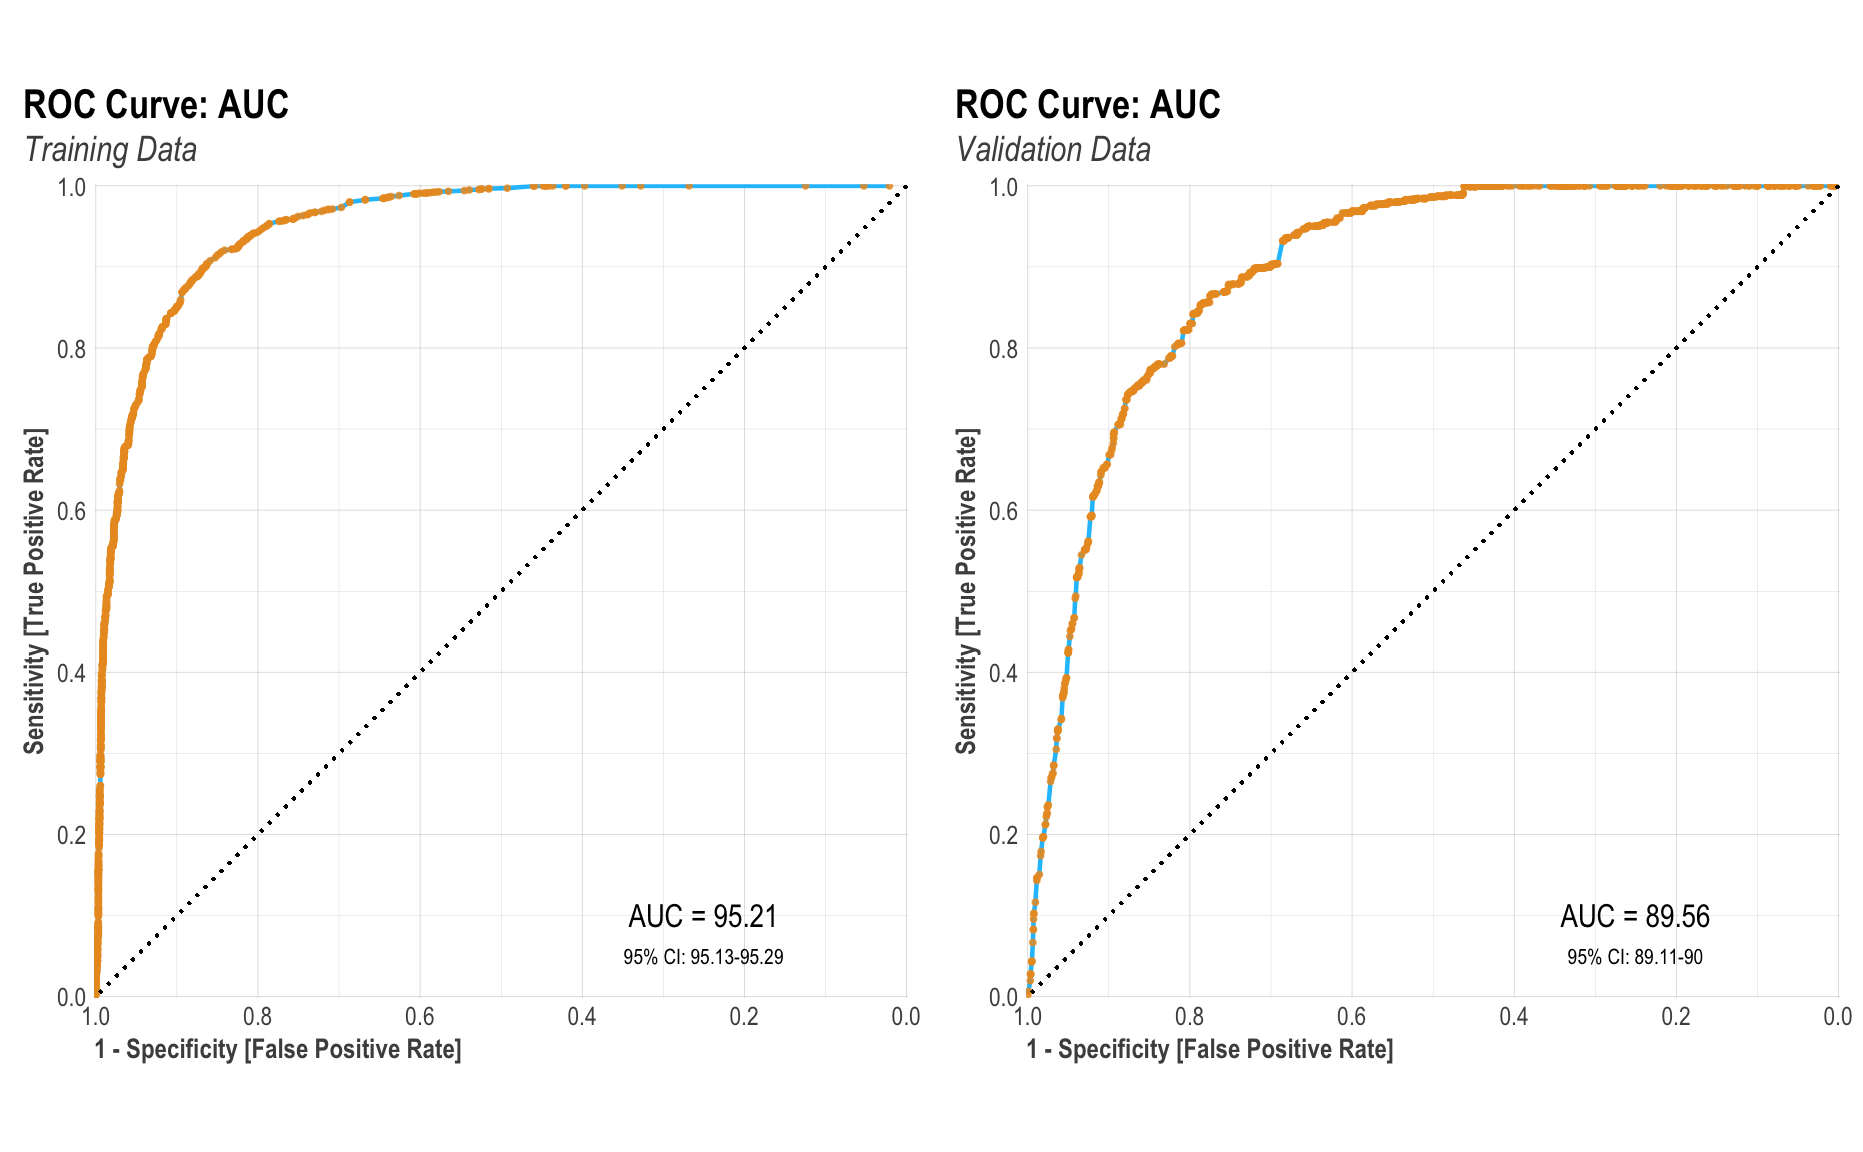 ROC Curve: AUC
Training Data
Sensitivity [True Positive Rate]
1.0
0.8
0.6
0.4
0.2
0.0
AUC = 95.21
95% CI: 95.13-95.29
1.0 0.8 0.6 0.4 0.2 0.0
1 - Specificity [False Positive Rate]
ROC Curve: AUC
Validation Data
Sensitivity [True Positive Rate]
1.0
0.8
0.6
0.4
0.2
0.0
AUC = 89.56
95% CI: 89.11-90
1.0 0.8 0.6 0.4 0.2 0.0
1 - Specificity [False Positive Rate]